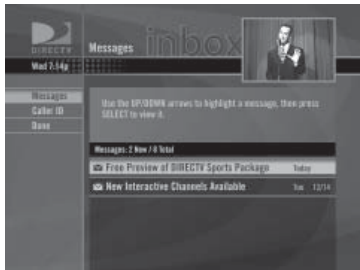 DIRECTV
Messages
inbox
Wed 7:14a
Messages
Caller ID
Done
Use the UP/DOWN arrows to highlight a message, then press
SELECT to view it.
Messages: 2 New / 8 Total
Free Preview of DIRECTV Sports Package Today
New Interactive Channels Available Tue 12/14